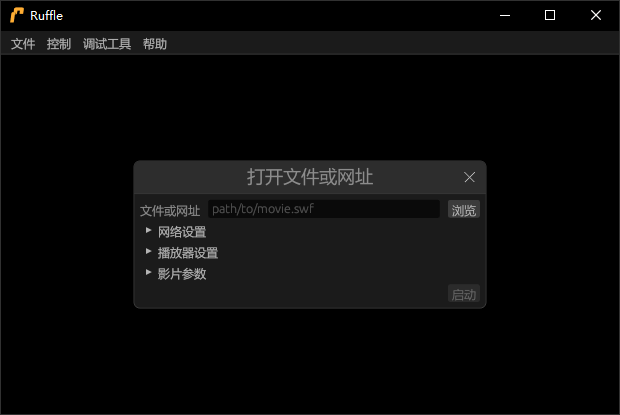 Ruffle
文件 控制 调试工具 帮助
打开文件或网址
文件或网址 path/to/movie.swf 浏览
网络设置
播放器设置
影片参数
启动